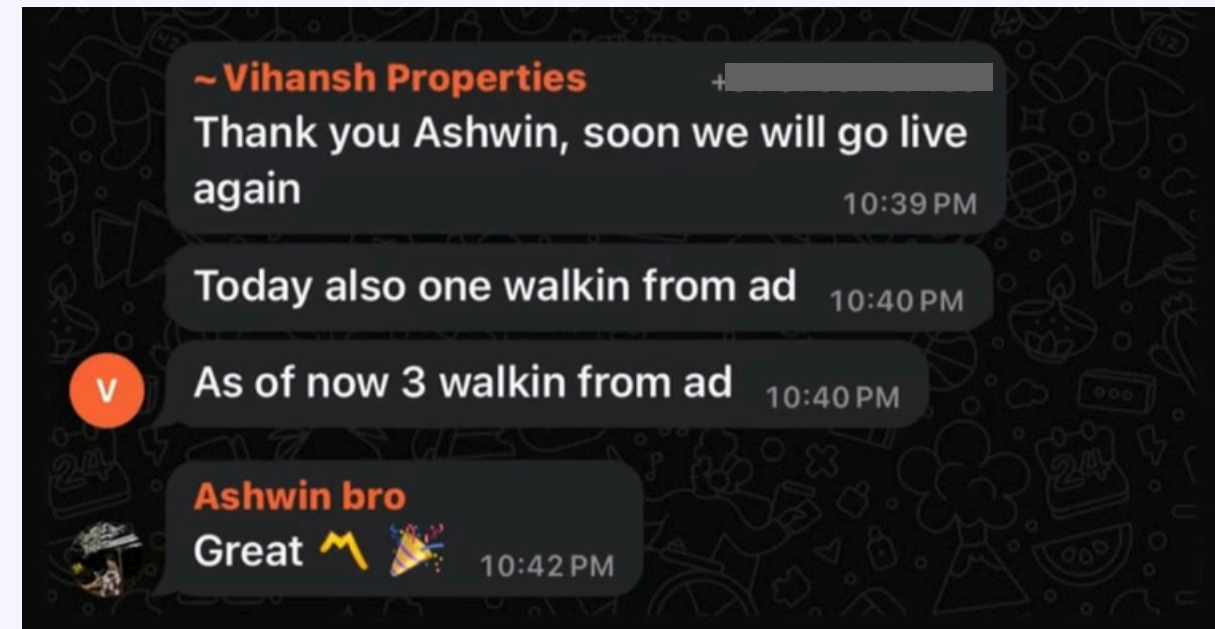 ~ Vihansh Properties +
Thank you Ashwin, soon we will go live
again
10:39 PM
Today also one walkin from ad 10:40 PM
V
As of now 3 walkin from ad 10:40 PM
Ashwin bro
Great 〽️ 🎉 10:42 PM